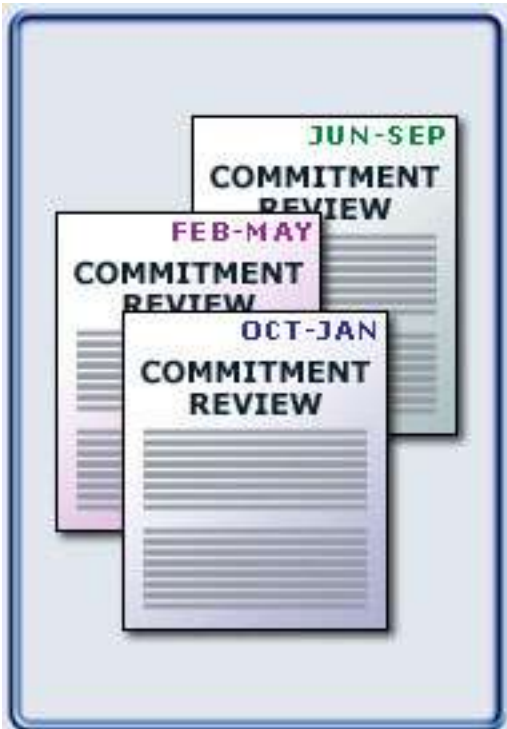 JUN-SEP
COMMITMENT
REVIEW
FEB-MAY
COMMITMENT
REVIEW
OCT-JAN
COMMITMENT
REVIEW